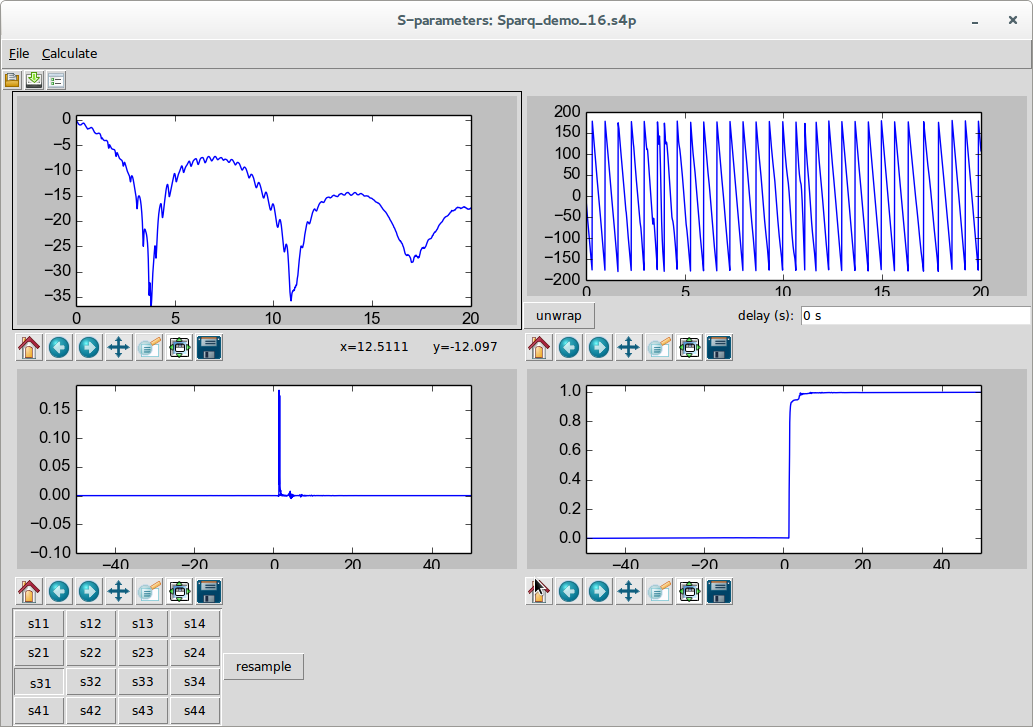 S-parameters: Sparq_demo_16.s4p
File Calculate
0
−5
−10
−15
−20
−25
−30
−35
0 5 10 15 20
200
150
100
50
0
−50
−100
−150
−200
0 5 10 15 20
unwrap delay (s): 0 s
x=12.5111 y=-12.097
0.15
0.10
0.05
0.00
−0.05
−0.10
−40 −20 0 20 40
1.0
0.8
0.6
0.4
0.2
0.0
−40 −20 0 20 40
s11 s12 s13 s14
s21 s22 s23 s24
s31 s32 s33 s34
s41 s42 s43 s44
resample